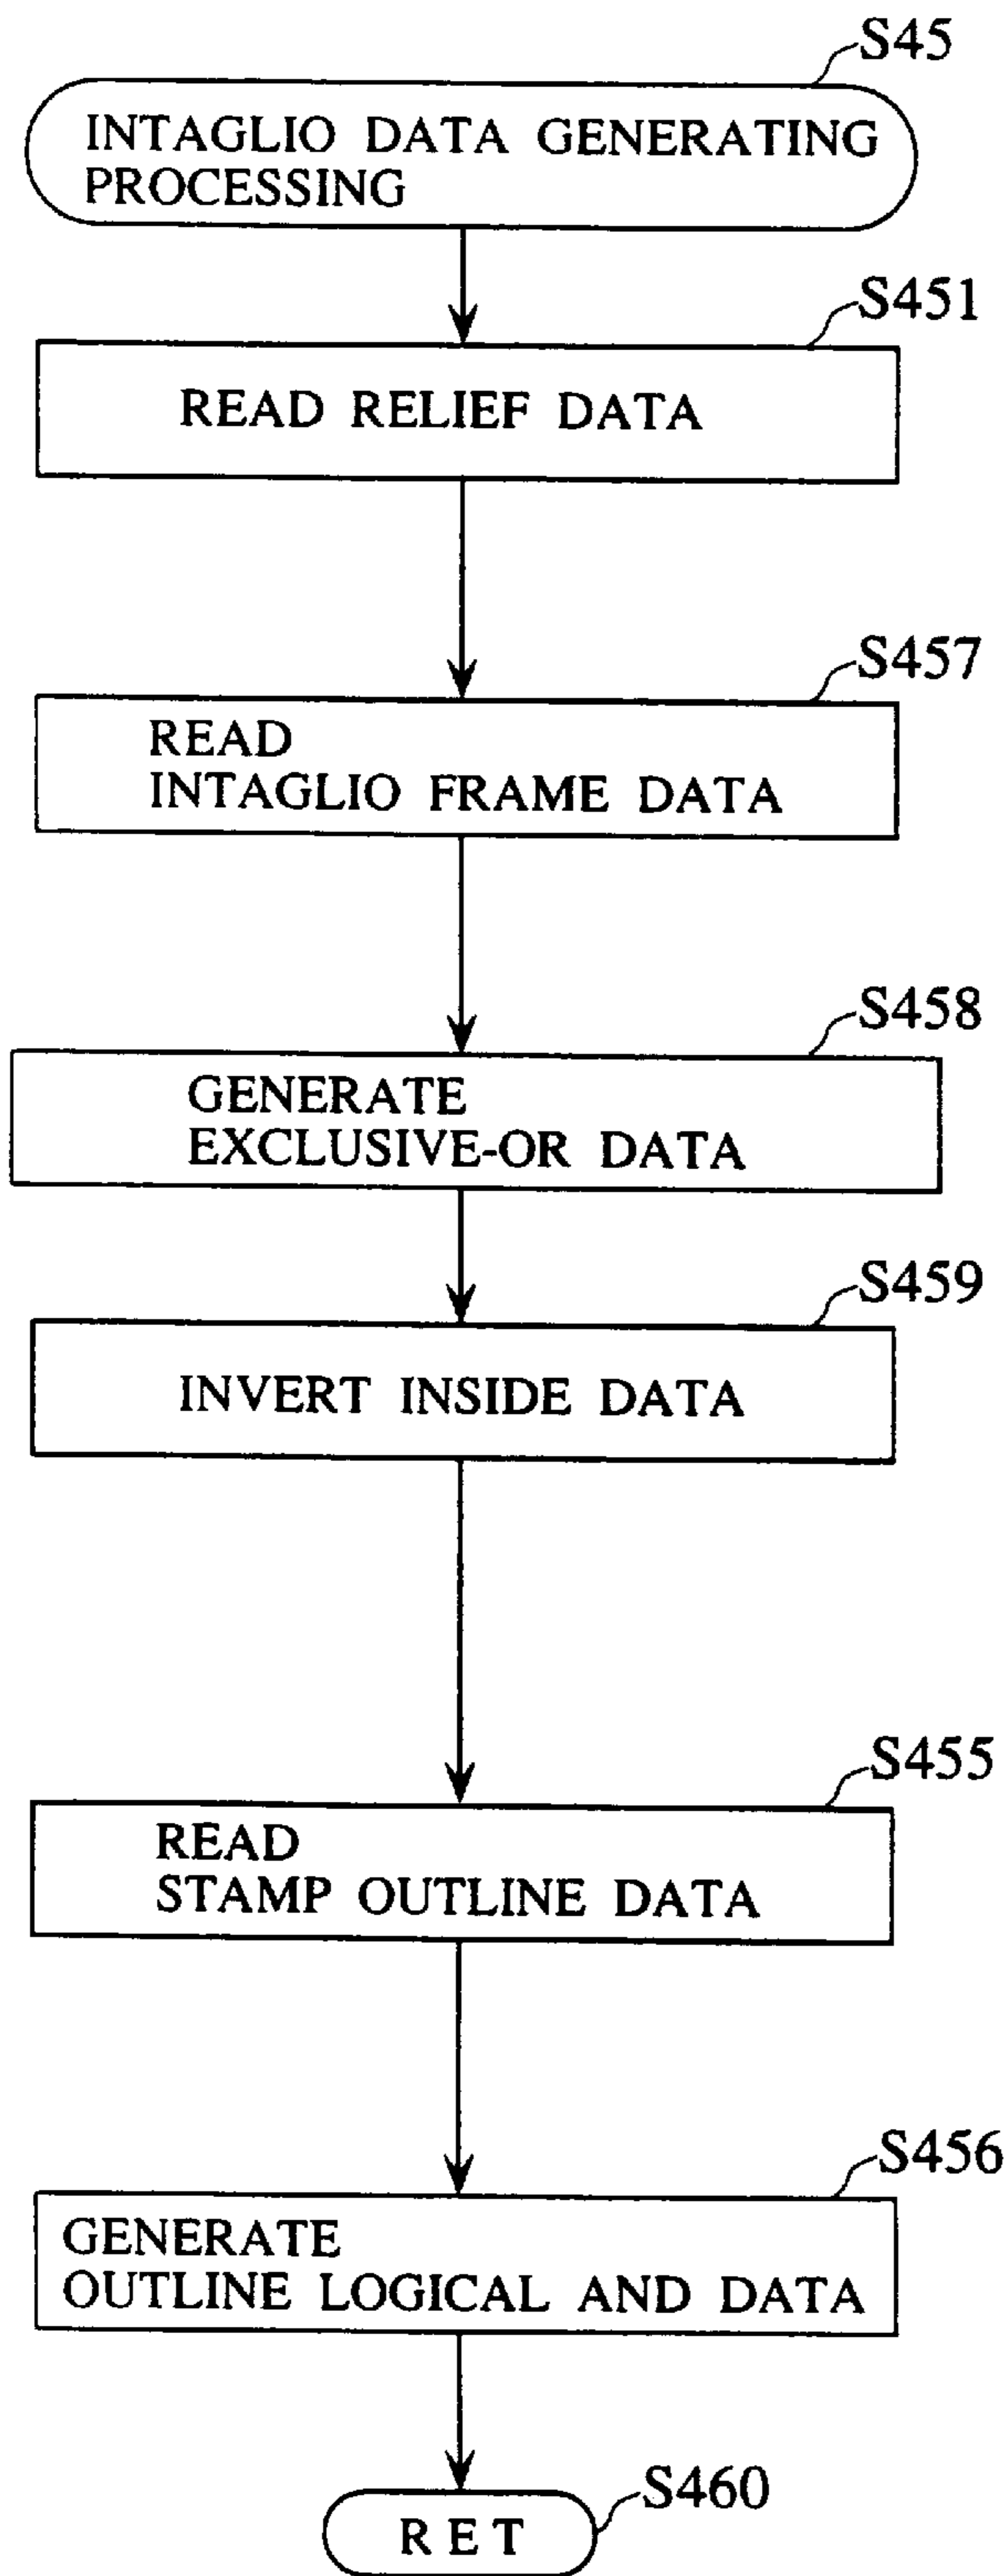 S45
INTAGLIO DATA GENERATING
PROCESSING
S451
READ RELIEF DATA
S457
READ
INTAGLIO FRAME DATA
S458
GENERATE
EXCLUSIVE-OR DATA
S459
INVERT INSIDE DATA
S455
READ
STAMP OUTLINE DATA
S456
GENERATE
OUTLINE LOGICAL AND DATA
S460
RET